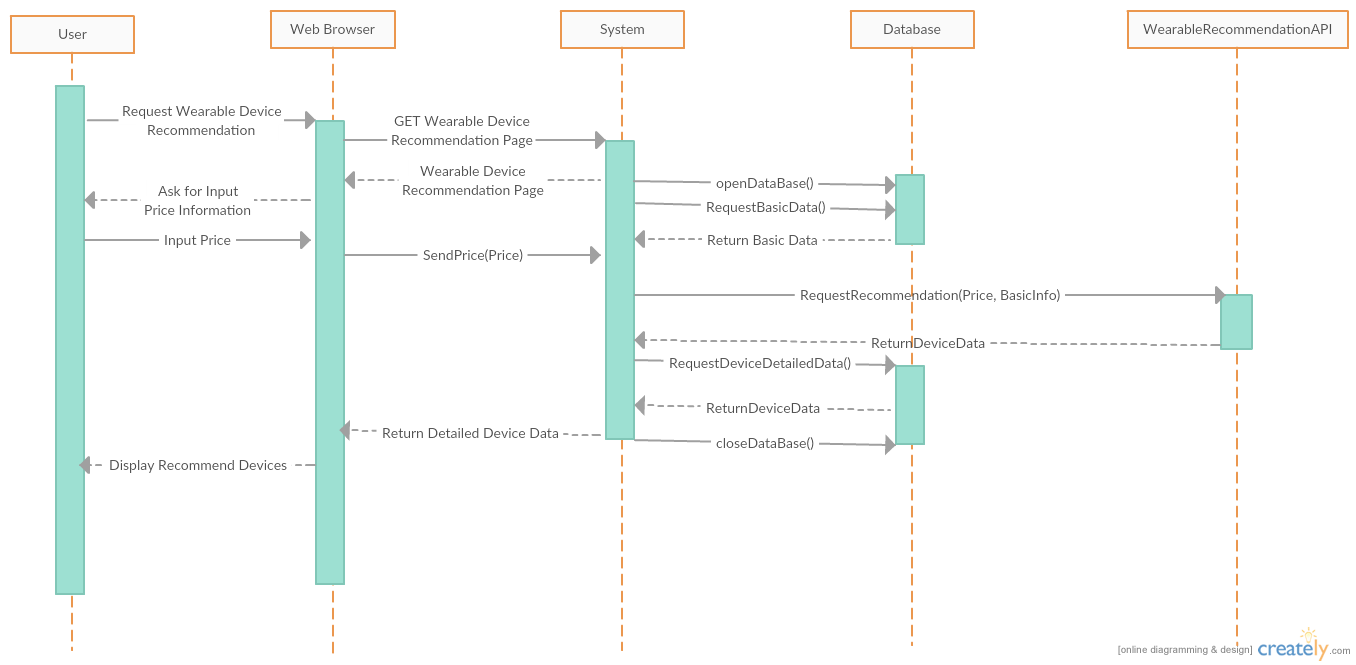 User
Web Browser
System
Database
WearableRecommendationAPI
Request Wearable Device
Recommendation
GET Wearable Device
Recommendation Page
Wearable Device
Recommendation Page
openDataBase()
Ask for Input
Price Information
RequestBasicData()
Input Price
Return Basic Data
SendPrice(Price)
RequestRecommendation(Price, BasicInfo)
ReturnDeviceData
RequestDeviceDetailedData()
ReturnDeviceData
Return Detailed Device Data
closeDataBase()
Display Recommend Devices
[online diagramming & design] creately.com